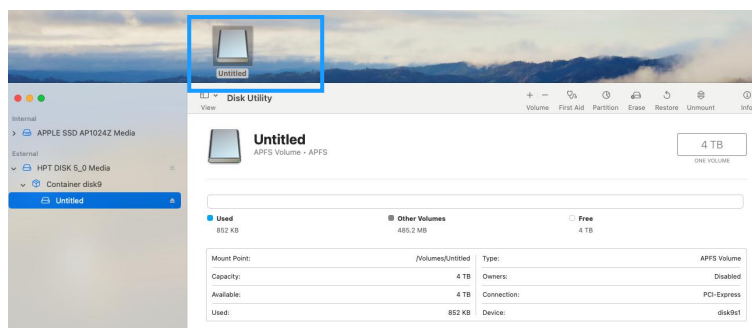 Untitled
View
Disk Utility
Volume First Aid Partition Erase Restore Unmount Info
Internal
APPLE SSD AP1024Z Media
External
HPT DISK 5_0 Media
Container disk9
Untitled
Untitled
APFS Volume • APFS
4 TB
ONE VOLUME
Used
852 KB
Other Volumes
485.2 MB
Free
4 TB
Mount Point: /Volumes/Untitled Type: APFS Volume
Capacity: 4 TB Owners: Disabled
Available: 4 TB Connection: PCI-Express
Used: 852 KB Device: disk9s1